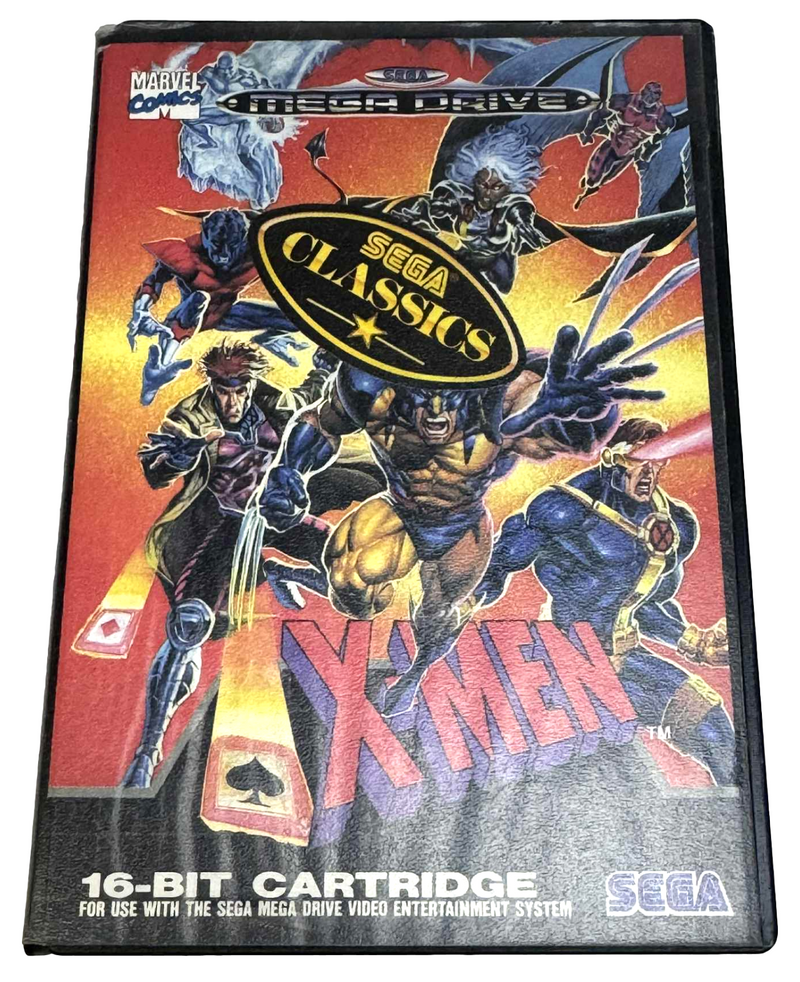 MARVEL
COMICS
SEGA
MEGA DRIVE
SEGA
CLASSICS
X-MEN
TM
16-BIT CARTRIDGE
FOR USE WITH THE SEGA MEGA DRIVE VIDEO ENTERTAINMENT SYSTEM
SEGA